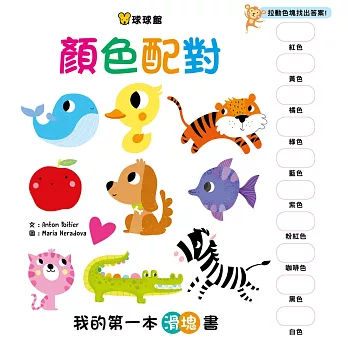 球球館
拉動色塊找出答案!
顏色配對
紅色
黃色
橘色
綠色
藍色
紫色
粉紅色
咖啡色
黑色
白色
文：Anton Poitier
圖：Maria Neradova
我的第一本滑塊書